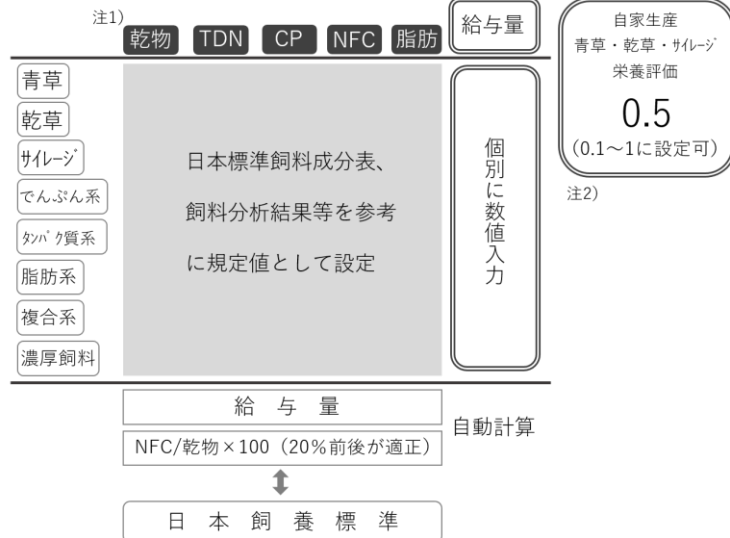 注1)
乾物 TDN CP NFC 脂肪 給与量
自家生産
青草・乾草・ｻｲﾚｰｼﾞ
栄養評価
0.5
(0.1～1に設定可)
注2)
青草
乾草
ｻｲﾚｰｼﾞ
でんぷん系
ﾀﾝﾊﾟｸ質系
脂肪系
複合系
濃厚飼料
日本標準飼料成分表、
飼料分析結果等を参考
に規定値として設定
個別に数値入力
給与量
NFC/乾物×100（20%前後が適正）
自動計算
日本飼養標準